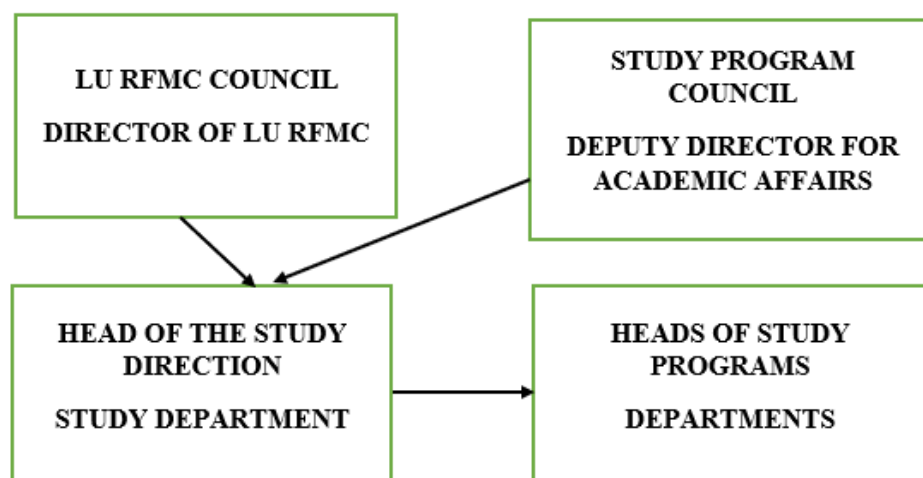 LU RFMC COUNCIL
DIRECTOR OF LU RFMC
STUDY PROGRAM
COUNCIL
DEPUTY DIRECTOR FOR
ACADEMIC AFFAIRS
HEAD OF THE STUDY
DIRECTION
STUDY DEPARTMENT
HEADS OF STUDY
PROGRAMS
DEPARTMENTS